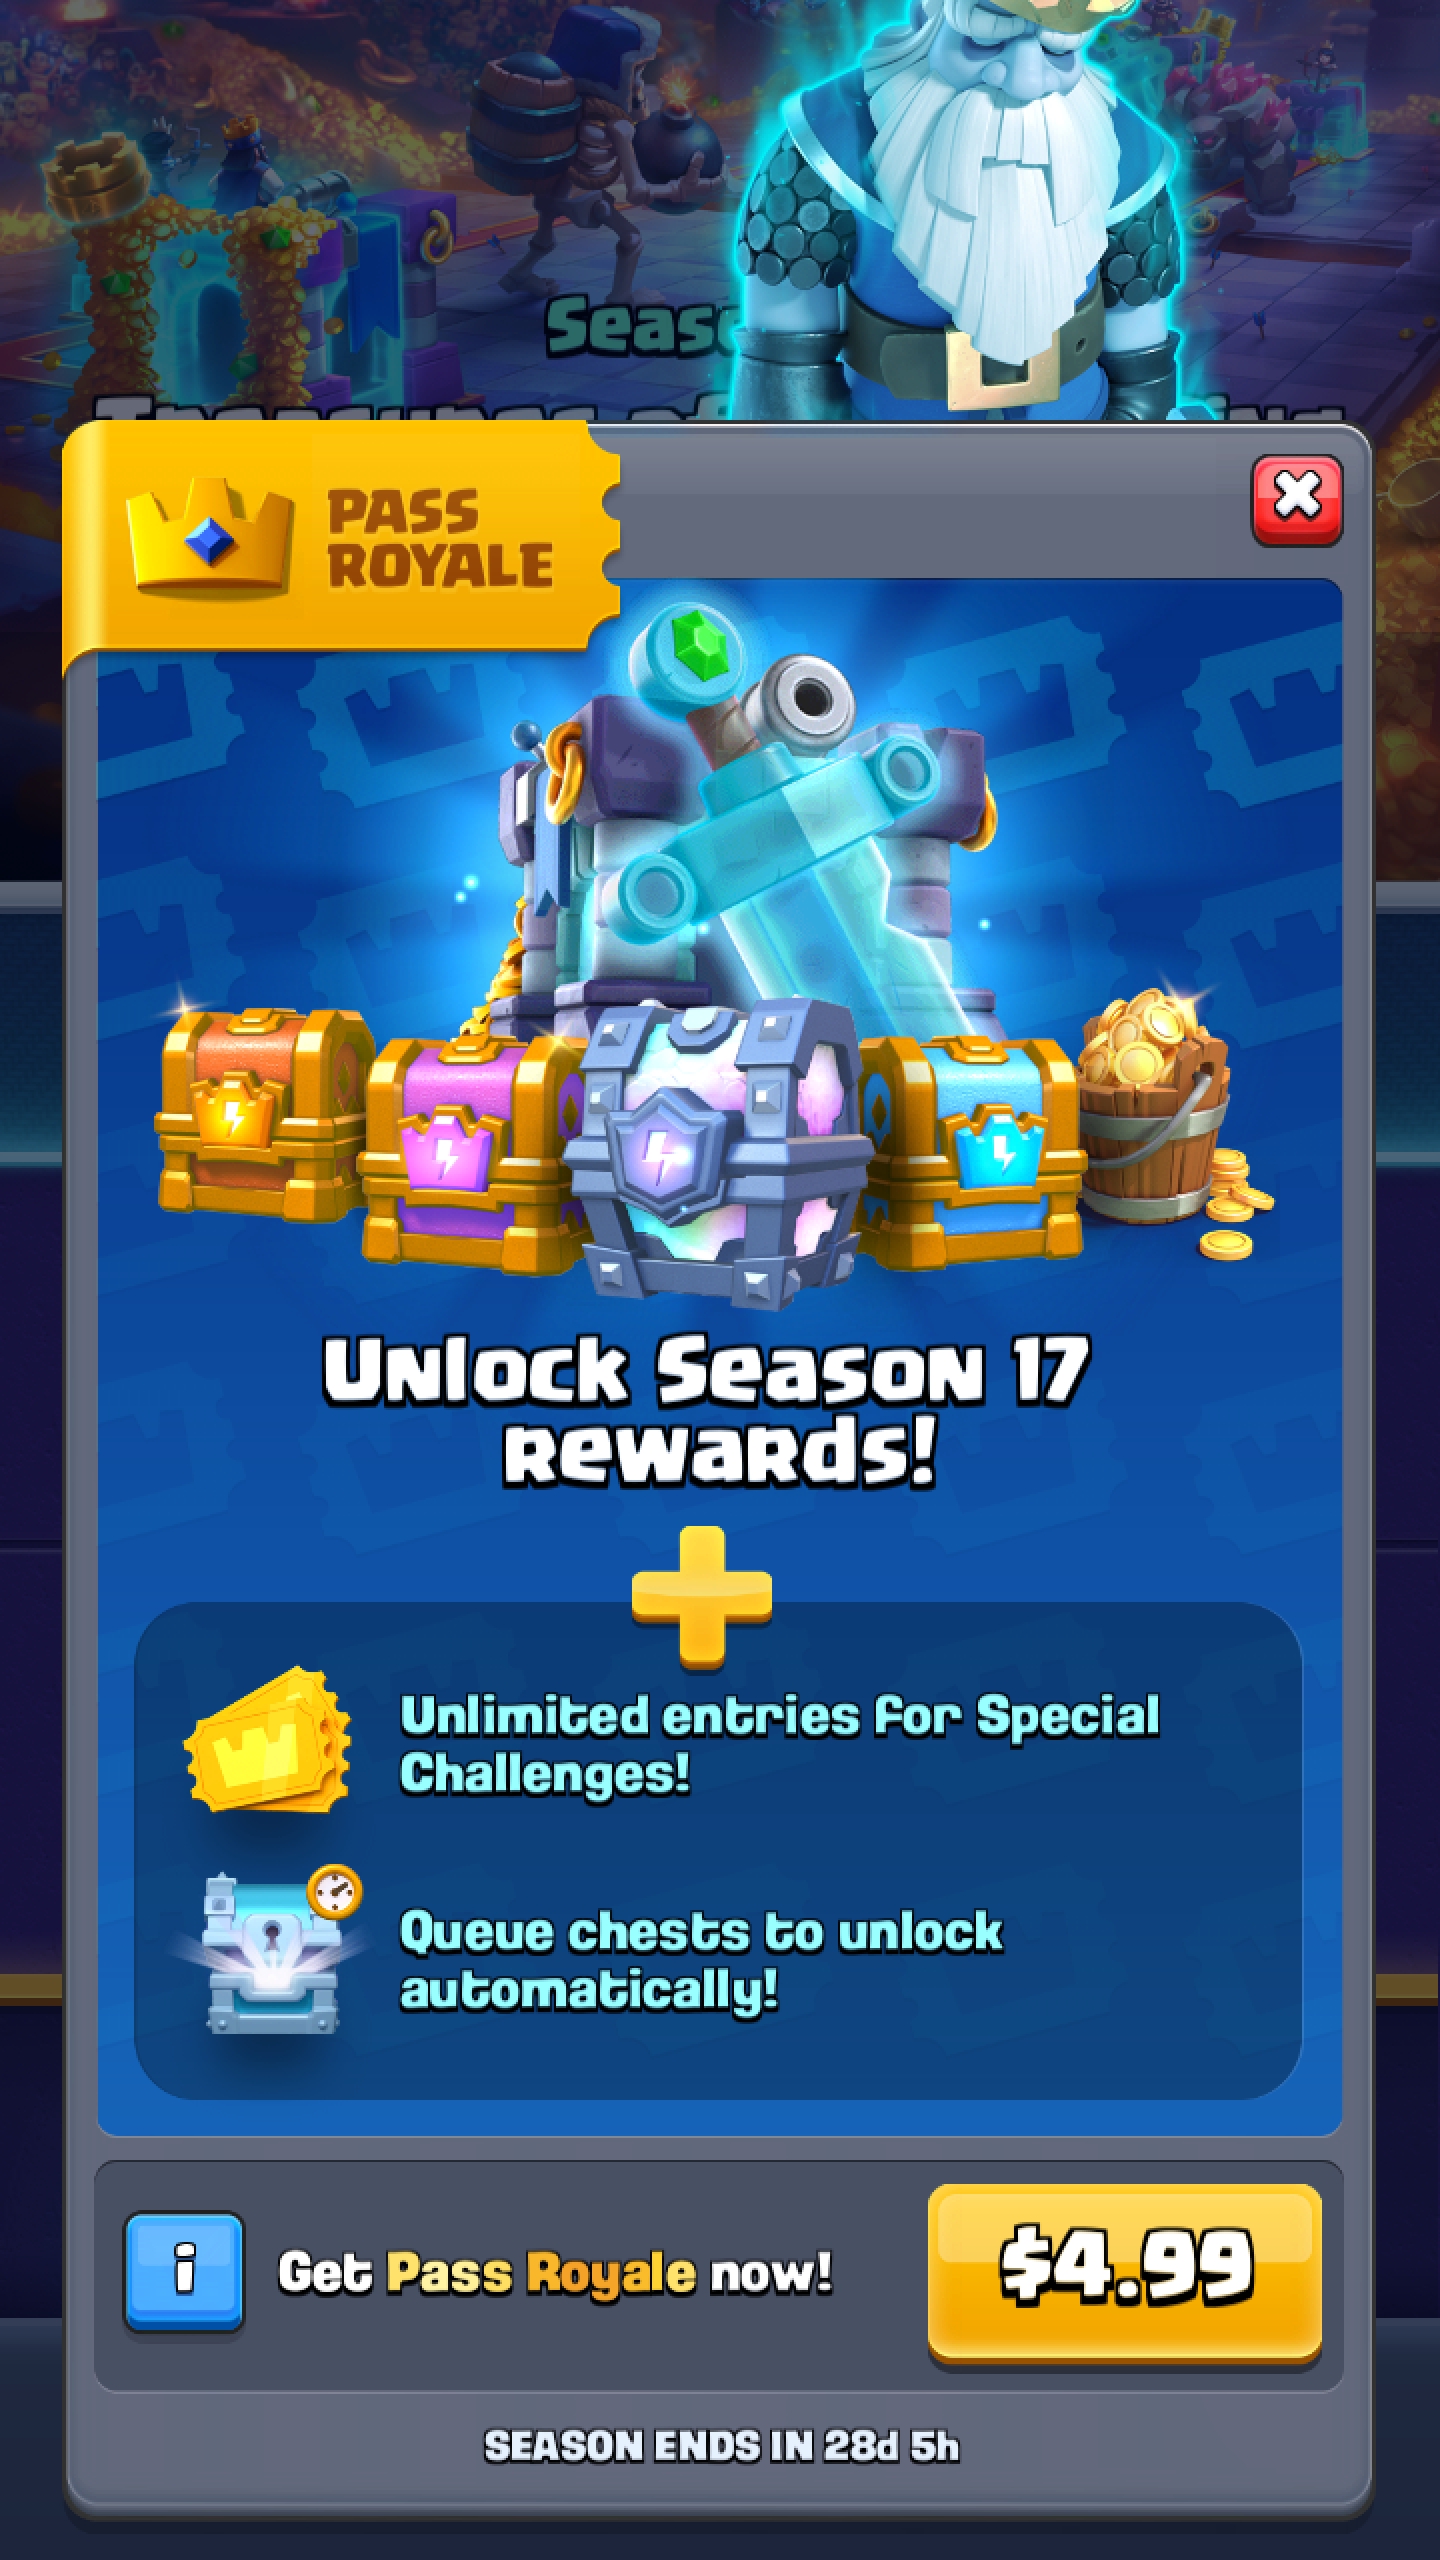 PASS
ROYALE
Unlock Season 17
rewards!
Unlimited entries for Special
Challenges!
Queue chests to unlock
automatically!
i
Get Pass Royale now!
$4.99
SEASON ENDS IN 28d 5h